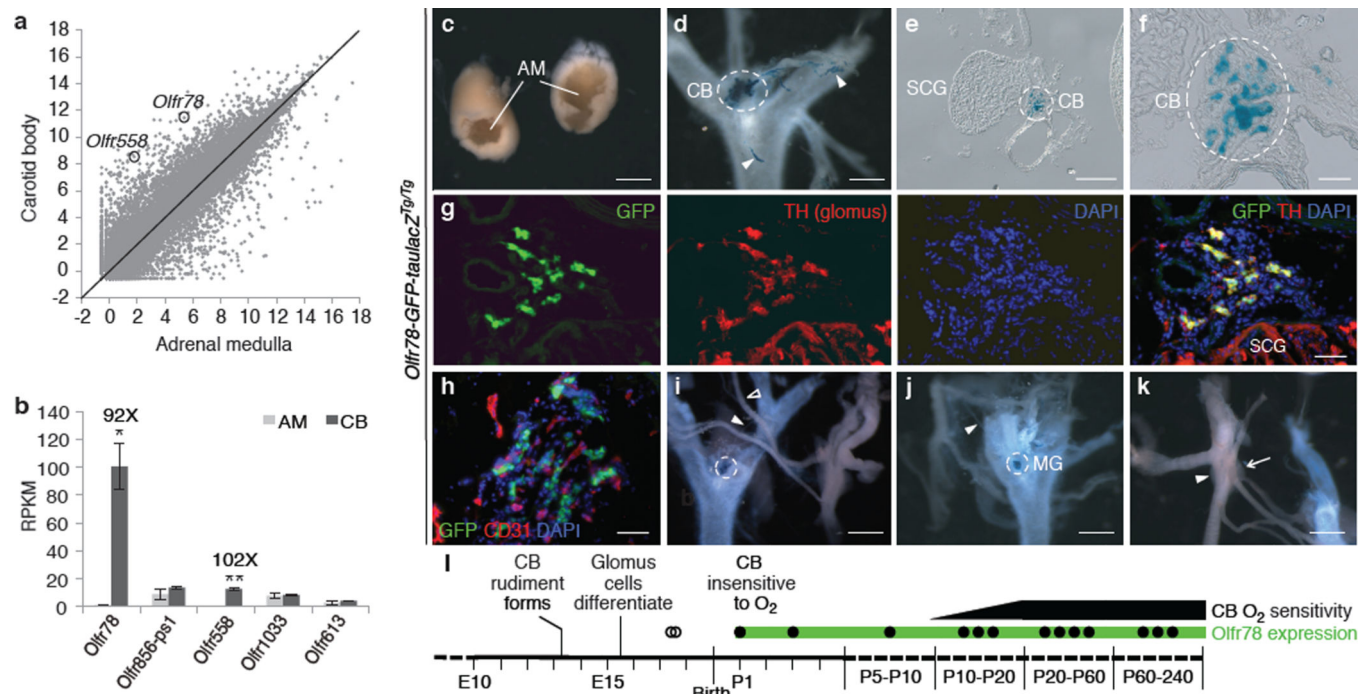 a
18
16
14
12
10
8
6
4
2
0
-2
Carotid body
Olfr78
Olfr558
-2 0 2 4 6 8 10 12 14 16 18
Adrenal medulla
b
AM CB
140
120
100
80
60
40
20
0
RPKM
92X
*
102X
**
Olfr78
Olfr856-ps1
Olfr558
Olfr1033
Olfr613
Olfr78-GFP-taulacZTg/Tg
c
AM
d
CB
e
SCG
CB
f
CB
g
GFP
TH (glomus)
DAPI
GFP TH DAPI
SCG
h
GFP CD31 DAPI
i
j
MG
k
l
CB
rudiment
forms
Glomus
cells
differentiate
CB
insensitive
to O2
CB O2 sensitivity
Olfr78 expression
E10 E15 Birth P1 P5-P10 P10-P20 P20-P60 P60-240